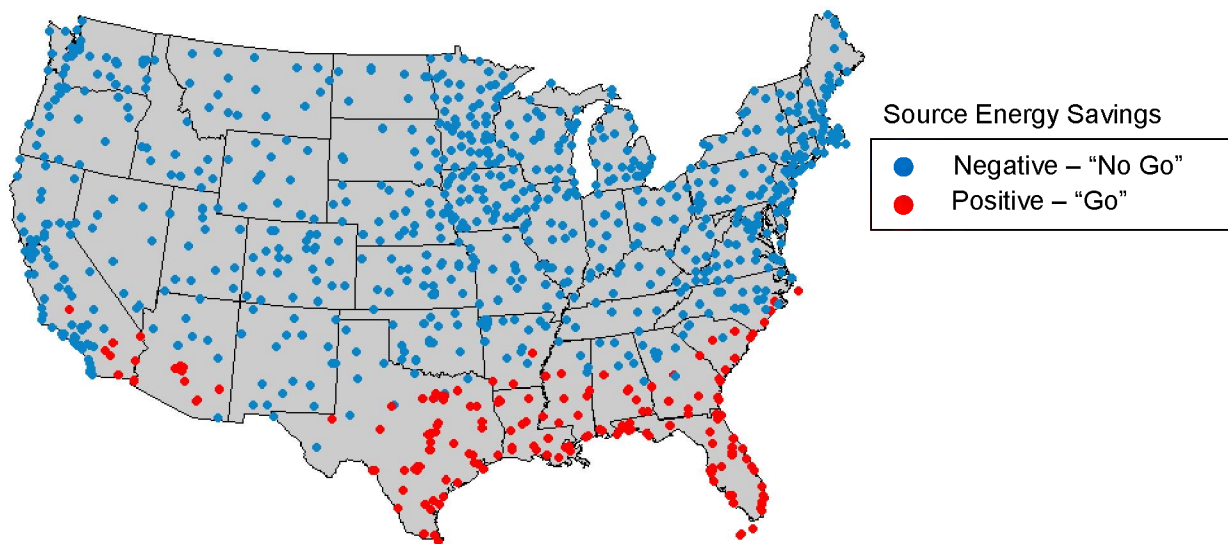 Source Energy Savings
Negative – “No Go”
Positive – “Go”